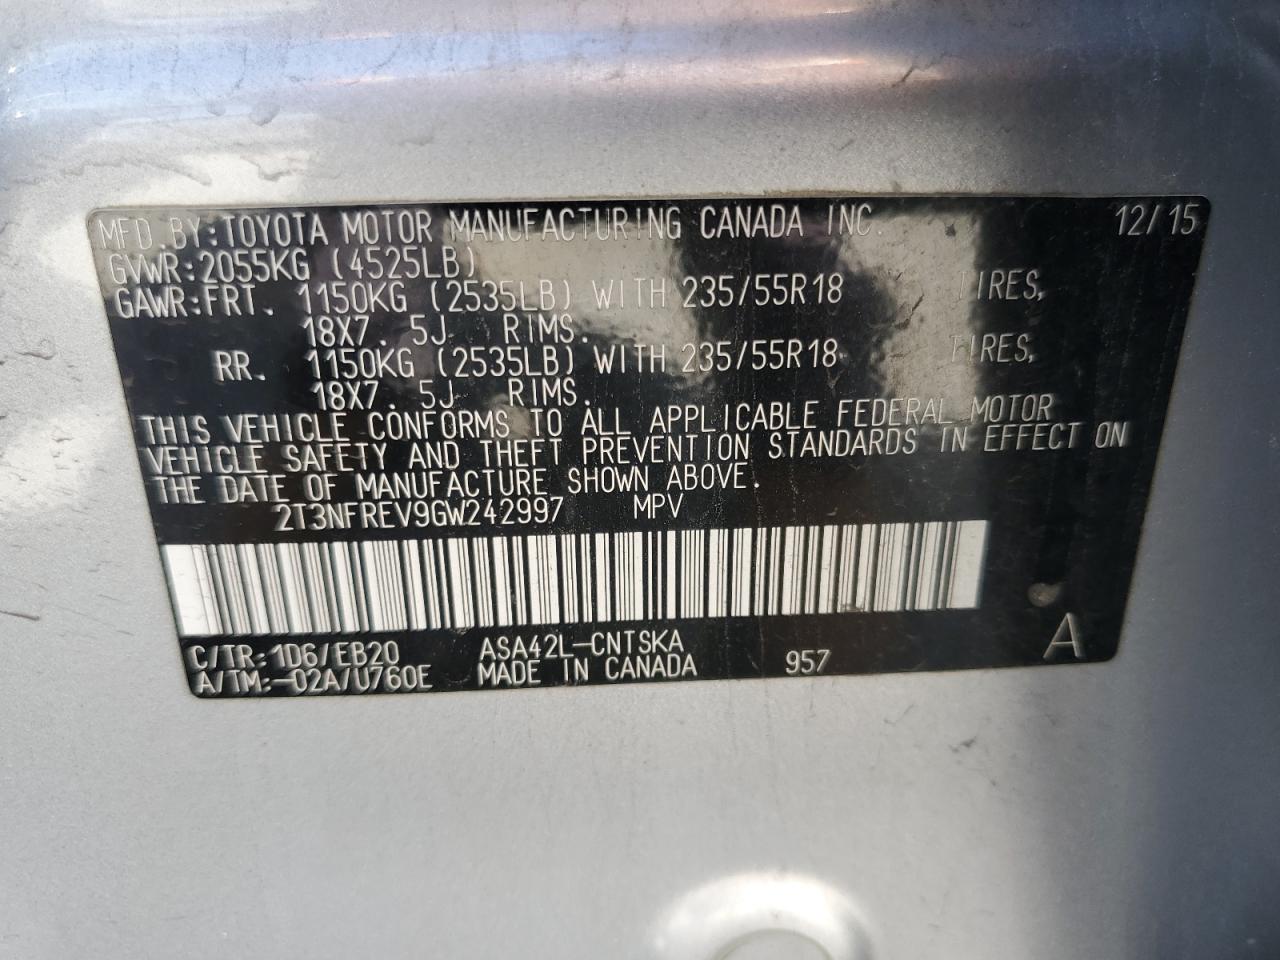 MFD. BY: TOYOTA MOTOR MANUFACTURING CANADA INC. 12/15
GVWR: 2055KG (4525LB)
GAWR: FRT. 1150KG (2535LB) WITH 235/55R18 TIRES,
18X7.5J RIMS.
RR. 1150KG (2535LB) WITH 235/55R18 TIRES,
18X7.5J RIMS.
THIS VEHICLE CONFORMS TO ALL APPLICABLE FEDERAL MOTOR
VEHICLE SAFETY AND THEFT PREVENTION STANDARDS IN EFFECT ON
THE DATE OF MANUFACTURE SHOWN ABOVE.
2T3NFREV9GW242997 MPV
C/TR: 1D6/EB20 ASA42L-CNTSKA
A/TM: -02A/U760E MADE IN CANADA 957 A